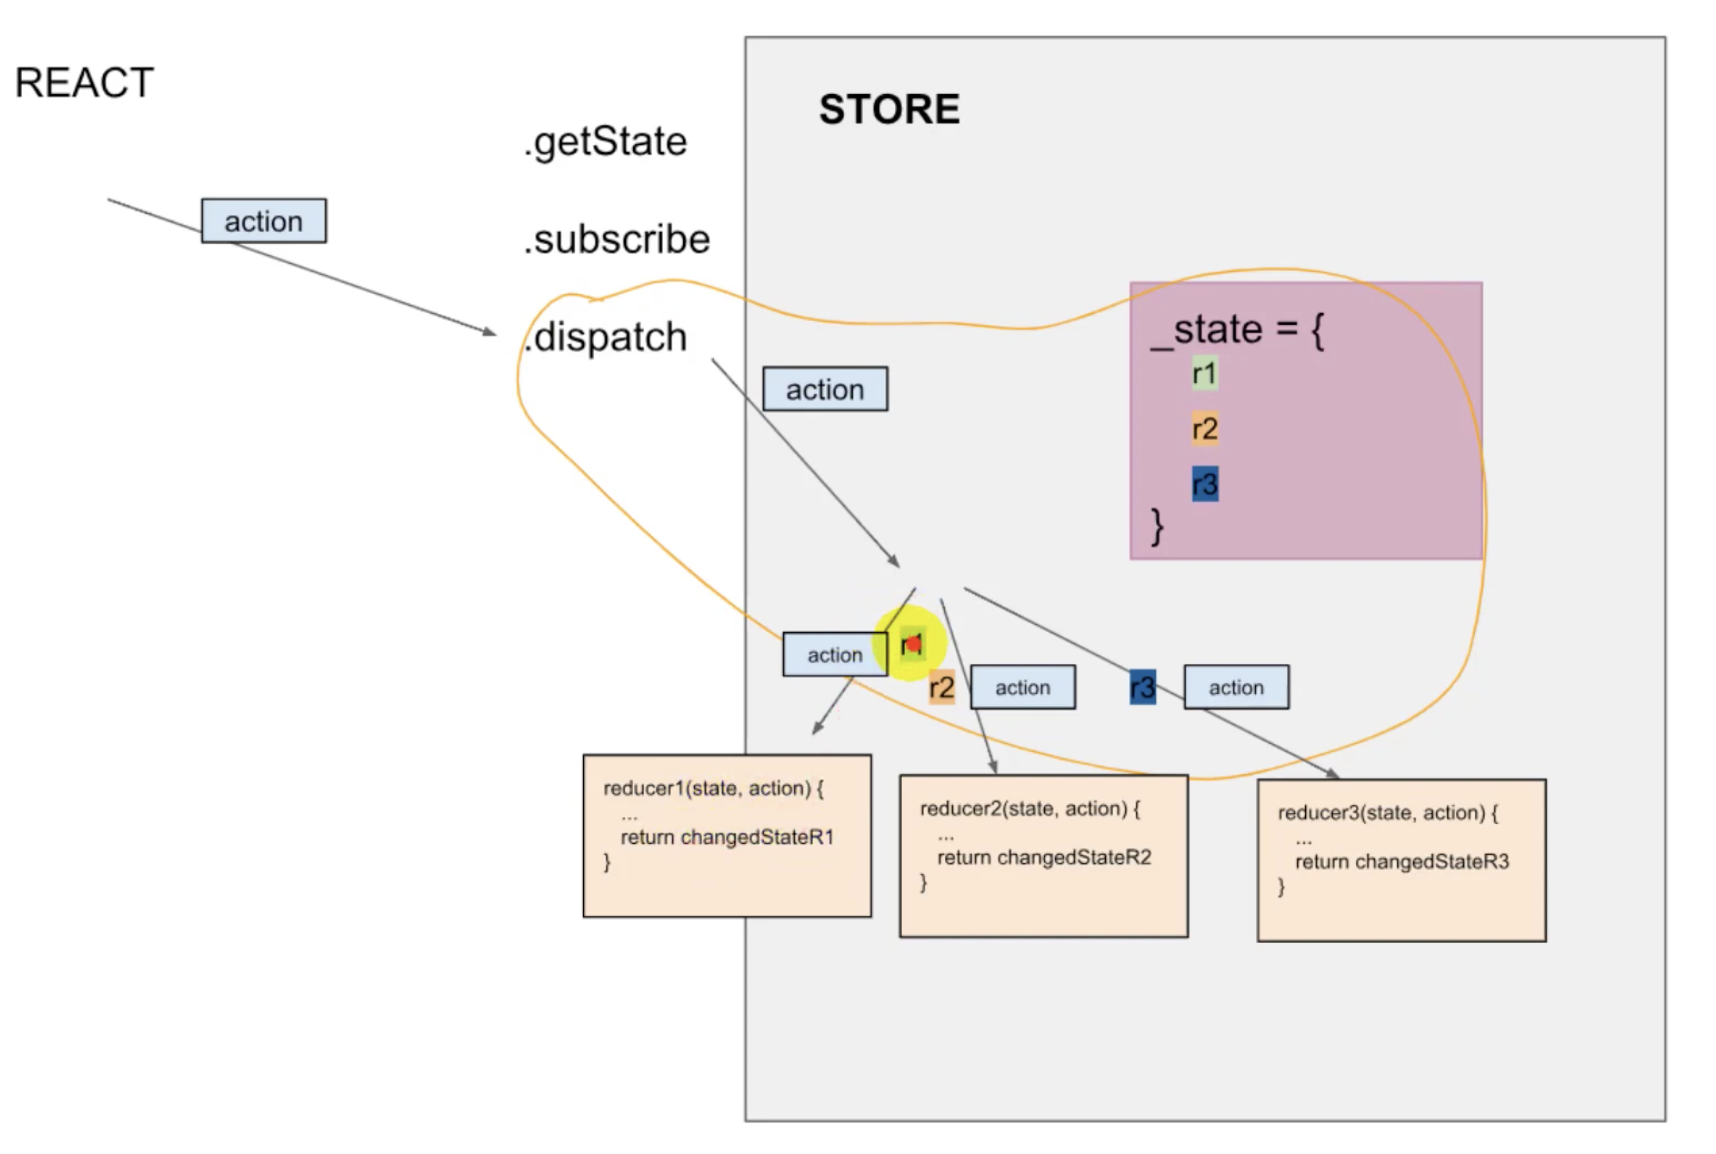 REACT
STORE
.getState
action
.subscribe
.dispatch
_state = {
r1
r2
r3
}
action
action
r1
r2
action
r3
action
reducer1(state, action) {
...
return changedStateR1
}
reducer2(state, action) {
...
return changedStateR2
}
reducer3(state, action) {
...
return changedStateR3
}